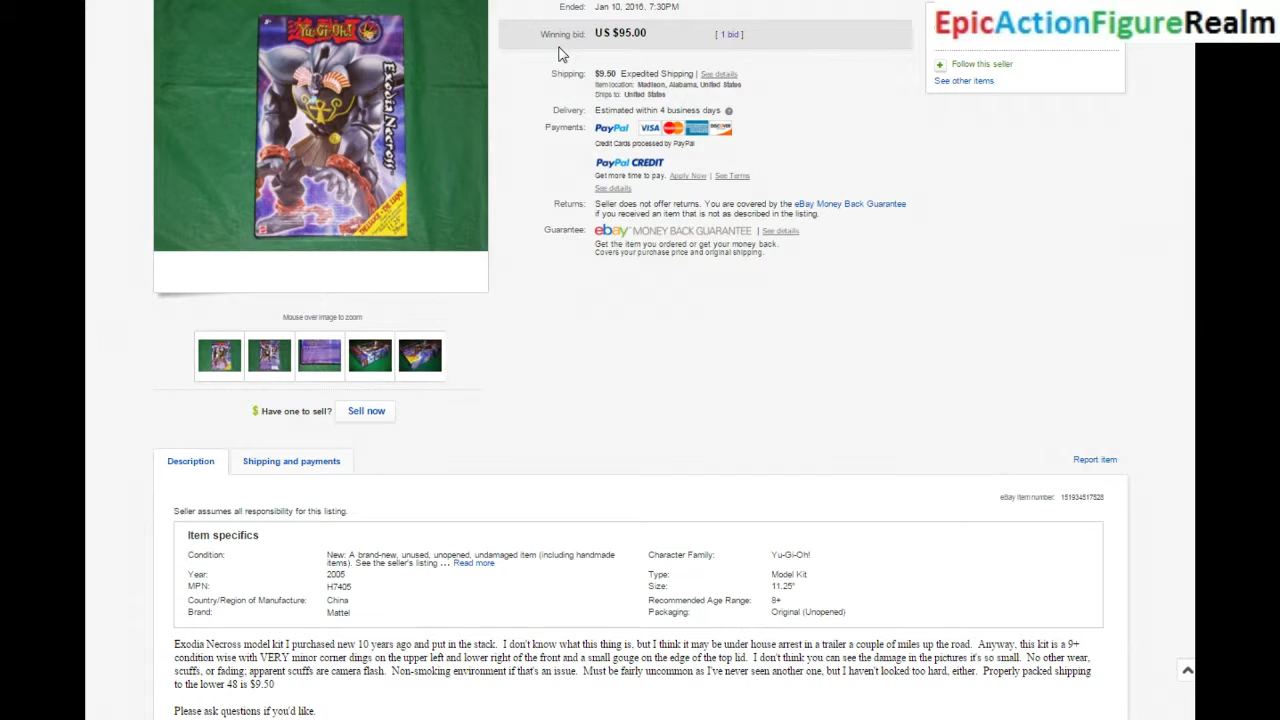 EpicActionFigureRealm
Ended: Jan 10, 2016, 7:30PM
Winning bid: US $95.00 [ 1 bid ]
Shipping: $9.50 Expedited Shipping | See details
Item location: Madison, Alabama, United States
Ships to: United States
Delivery: Estimated within 4 business days
Payments: PayPal VISA MasterCard DISCOVER
Credit Cards processed by PayPal
PayPal CREDIT
Get more time to pay. Apply Now | See Terms
See details
Returns: Seller does not offer returns. You are covered by the eBay Money Back Guarantee
if you received an item that is not as described in the listing.
Guarantee: ebay MONEY BACK GUARANTEE | See details
Get the item you ordered or get your money back.
Covers your purchase price and original shipping.
Follow this seller
See other items
Yu-Gi-Oh!
Exodia Necross
Mouse over image to zoom
$ Have one to sell? Sell now
Description Shipping and payments
Report item
eBay item number: 151934517528
Seller assumes all responsibility for this listing.
Item specifics
Condition: New: A brand-new, unused, unopened, undamaged item (including handmade
items). See the seller's listing ... Read more
Character Family: Yu-Gi-Oh!
Year: 2005
Type: Model Kit
MPN: H7405
Size: 11.25"
Country/Region of Manufacture: China
Recommended Age Range: 8+
Brand: Mattel
Packaging: Original (Unopened)
Exodia Necross model kit I purchased new 10 years ago and put in the stack. I don't know what this thing is, but I think it may be under house arrest in a trailer a couple of miles up the road. Anyway, this kit is a 9+
condition wise with VERY minor corner dings on the upper left and lower right of the front and a small gouge on the edge of the top lid. I don't think you can see the damage in the pictures it's so small. No other wear,
scuffs, or fading; apparent scuffs are camera flash. Non-smoking environment if that's an issue. Must be fairly uncommon as I've never seen another one, but I haven't looked too hard, either. Properly packed shipping
to the lower 48 is $9.50
Please ask questions if you'd like.